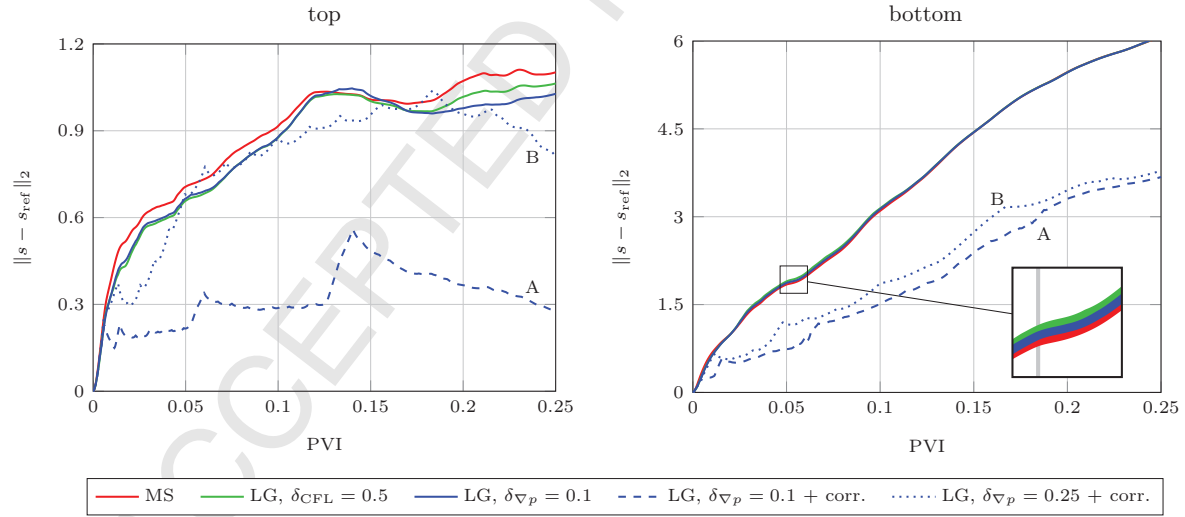 top
bottom
1.2
0.9
0.6
0.3
0
0
0.05
0.1
0.15
0.2
0.25
PVI
∥s − s_ref∥_2
B
A
6
4.5
3
1.5
0
0
0.05
0.1
0.15
0.2
0.25
PVI
∥s − s_ref∥_2
B
A
MS
LG, δ_CFL = 0.5
LG, δ_∇p = 0.1
LG, δ_∇p = 0.1 + corr.
LG, δ_∇p = 0.25 + corr.
CCEPTED